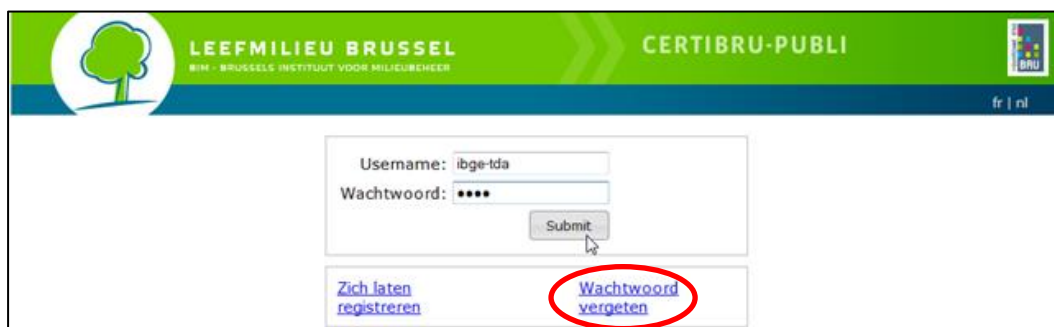 LEEFMILIEU BRUSSEL
BIM - BRUSSELS INSTITUUT VOOR MILIEUBEHEER
CERTIBRU-PUBLI
BRU
fr | nl
Username: ibge-tda
Wachtwoord: ••••
Submit
Zich laten
registreren
Wachtwoord
vergeten